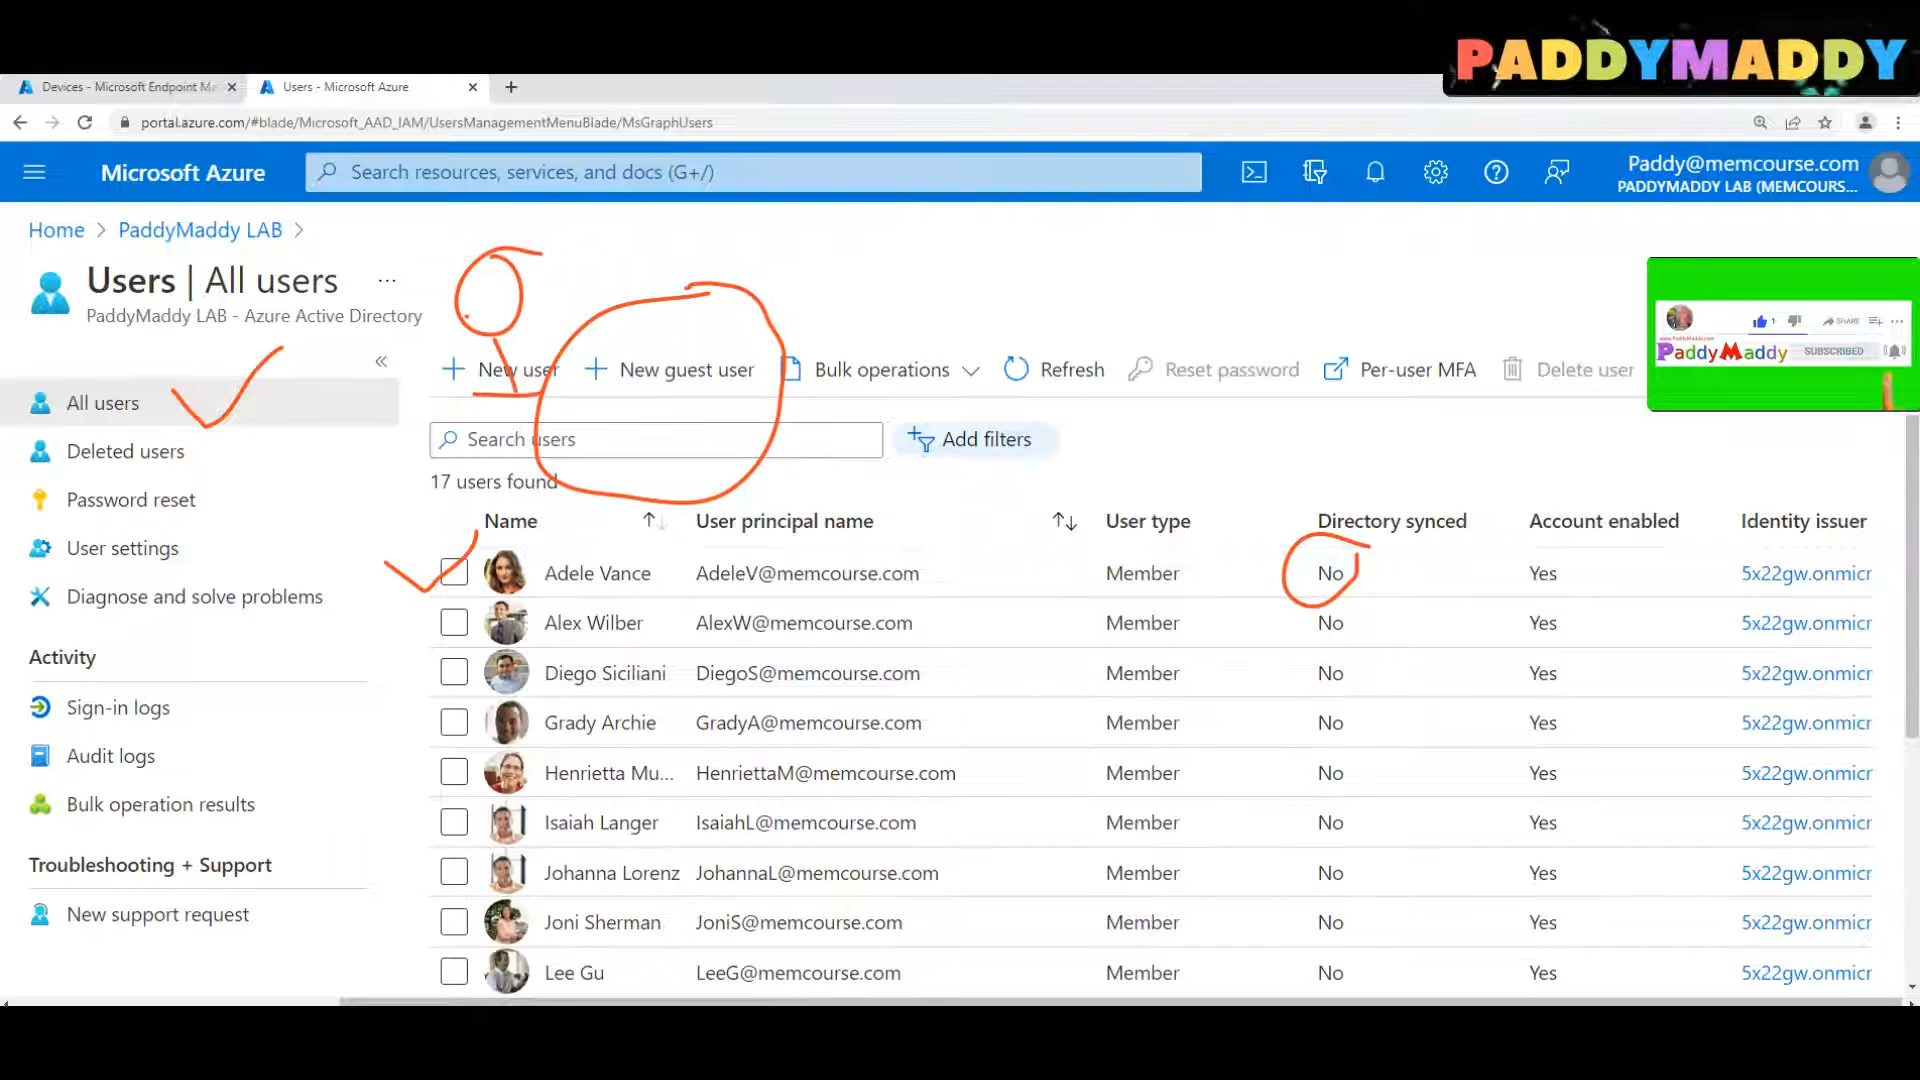 PADDYMADDY
Devices - Microsoft Endpoint Ma
Users - Microsoft Azure
portal.azure.com/#blade/Microsoft_AAD_IAM/UsersManagementMenuBlade/MsGraphUsers
Microsoft Azure
Search resources, services, and docs (G+/)
Paddy@memcourse.com
PADDYMADDY LAB (MEMCOURS...
Home > PaddyMaddy LAB >
Users | All users ...
PaddyMaddy LAB - Azure Active Directory
SHARE
PaddyMaddy SUBSCRIBED
All users
Deleted users
Password reset
User settings
Diagnose and solve problems
Activity
Sign-in logs
Audit logs
Bulk operation results
Troubleshooting + Support
New support request
New user New guest user Bulk operations Refresh Reset password Per-user MFA Delete user
Search users
Add filters
17 users found
Name User principal name User type Directory synced Account enabled Identity issuer
Adele Vance AdeleV@memcourse.com Member No Yes 5x22gw.onmicr
Alex Wilber AlexW@memcourse.com Member No Yes 5x22gw.onmicr
Diego Siciliani DiegoS@memcourse.com Member No Yes 5x22gw.onmicr
Grady Archie GradyA@memcourse.com Member No Yes 5x22gw.onmicr
Henrietta Mu... HenriettaM@memcourse.com Member No Yes 5x22gw.onmicr
Isaiah Langer IsaiahL@memcourse.com Member No Yes 5x22gw.onmicr
Johanna Lorenz JohannaL@memcourse.com Member No Yes 5x22gw.onmicr
Joni Sherman JoniS@memcourse.com Member No Yes 5x22gw.onmicr
Lee Gu LeeG@memcourse.com Member No Yes 5x22gw.onmicr